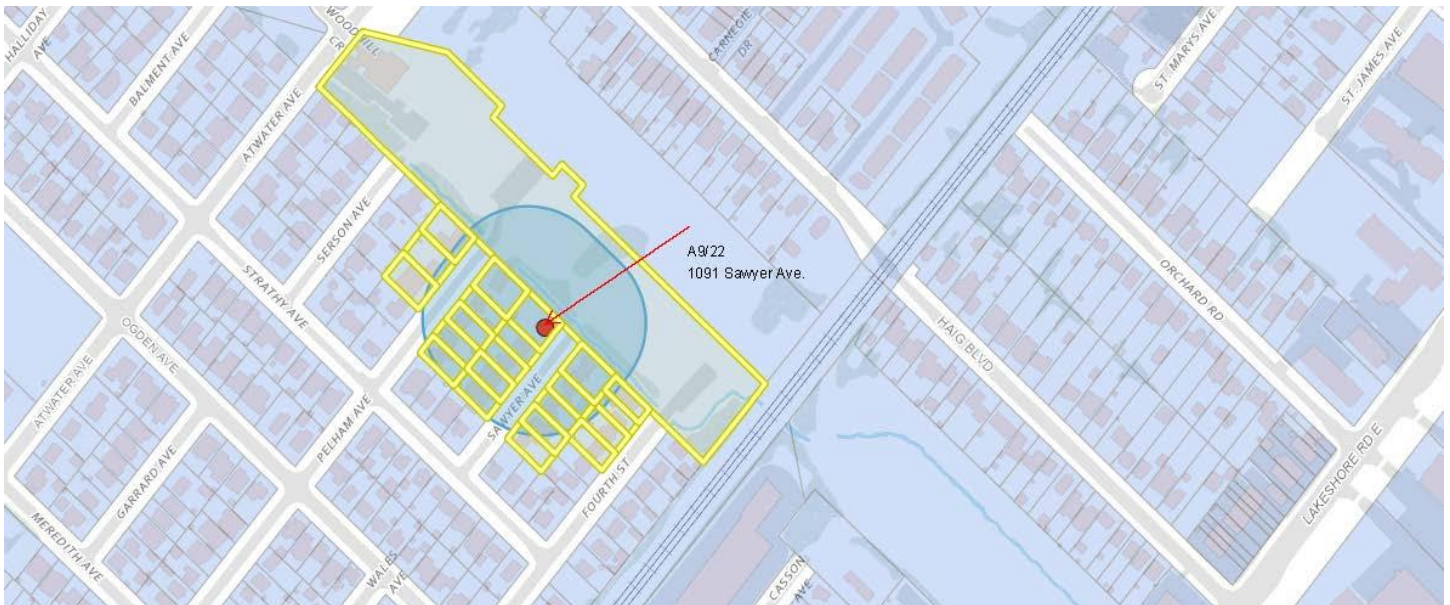 HALLIDAY
AVE
BALMENT AVE
WOODHILL
CR
ATWATER AVE
CARNEGIE
DR
ST. MARYS AVE
ST. JAMES AVE
SERSON AVE
STRATHY AVE
A9/22
1091 Sawyer Ave.
ORCHARD RD
OGDEN AVE
HAIG BLVD
ATWATER AVE
SAWYER AVE
PELHAM AVE
GARRARD AVE
FOURTH ST
LAKESHORE RD E
MEREDITH AVE
WALES
AVE
CASSON
AVE